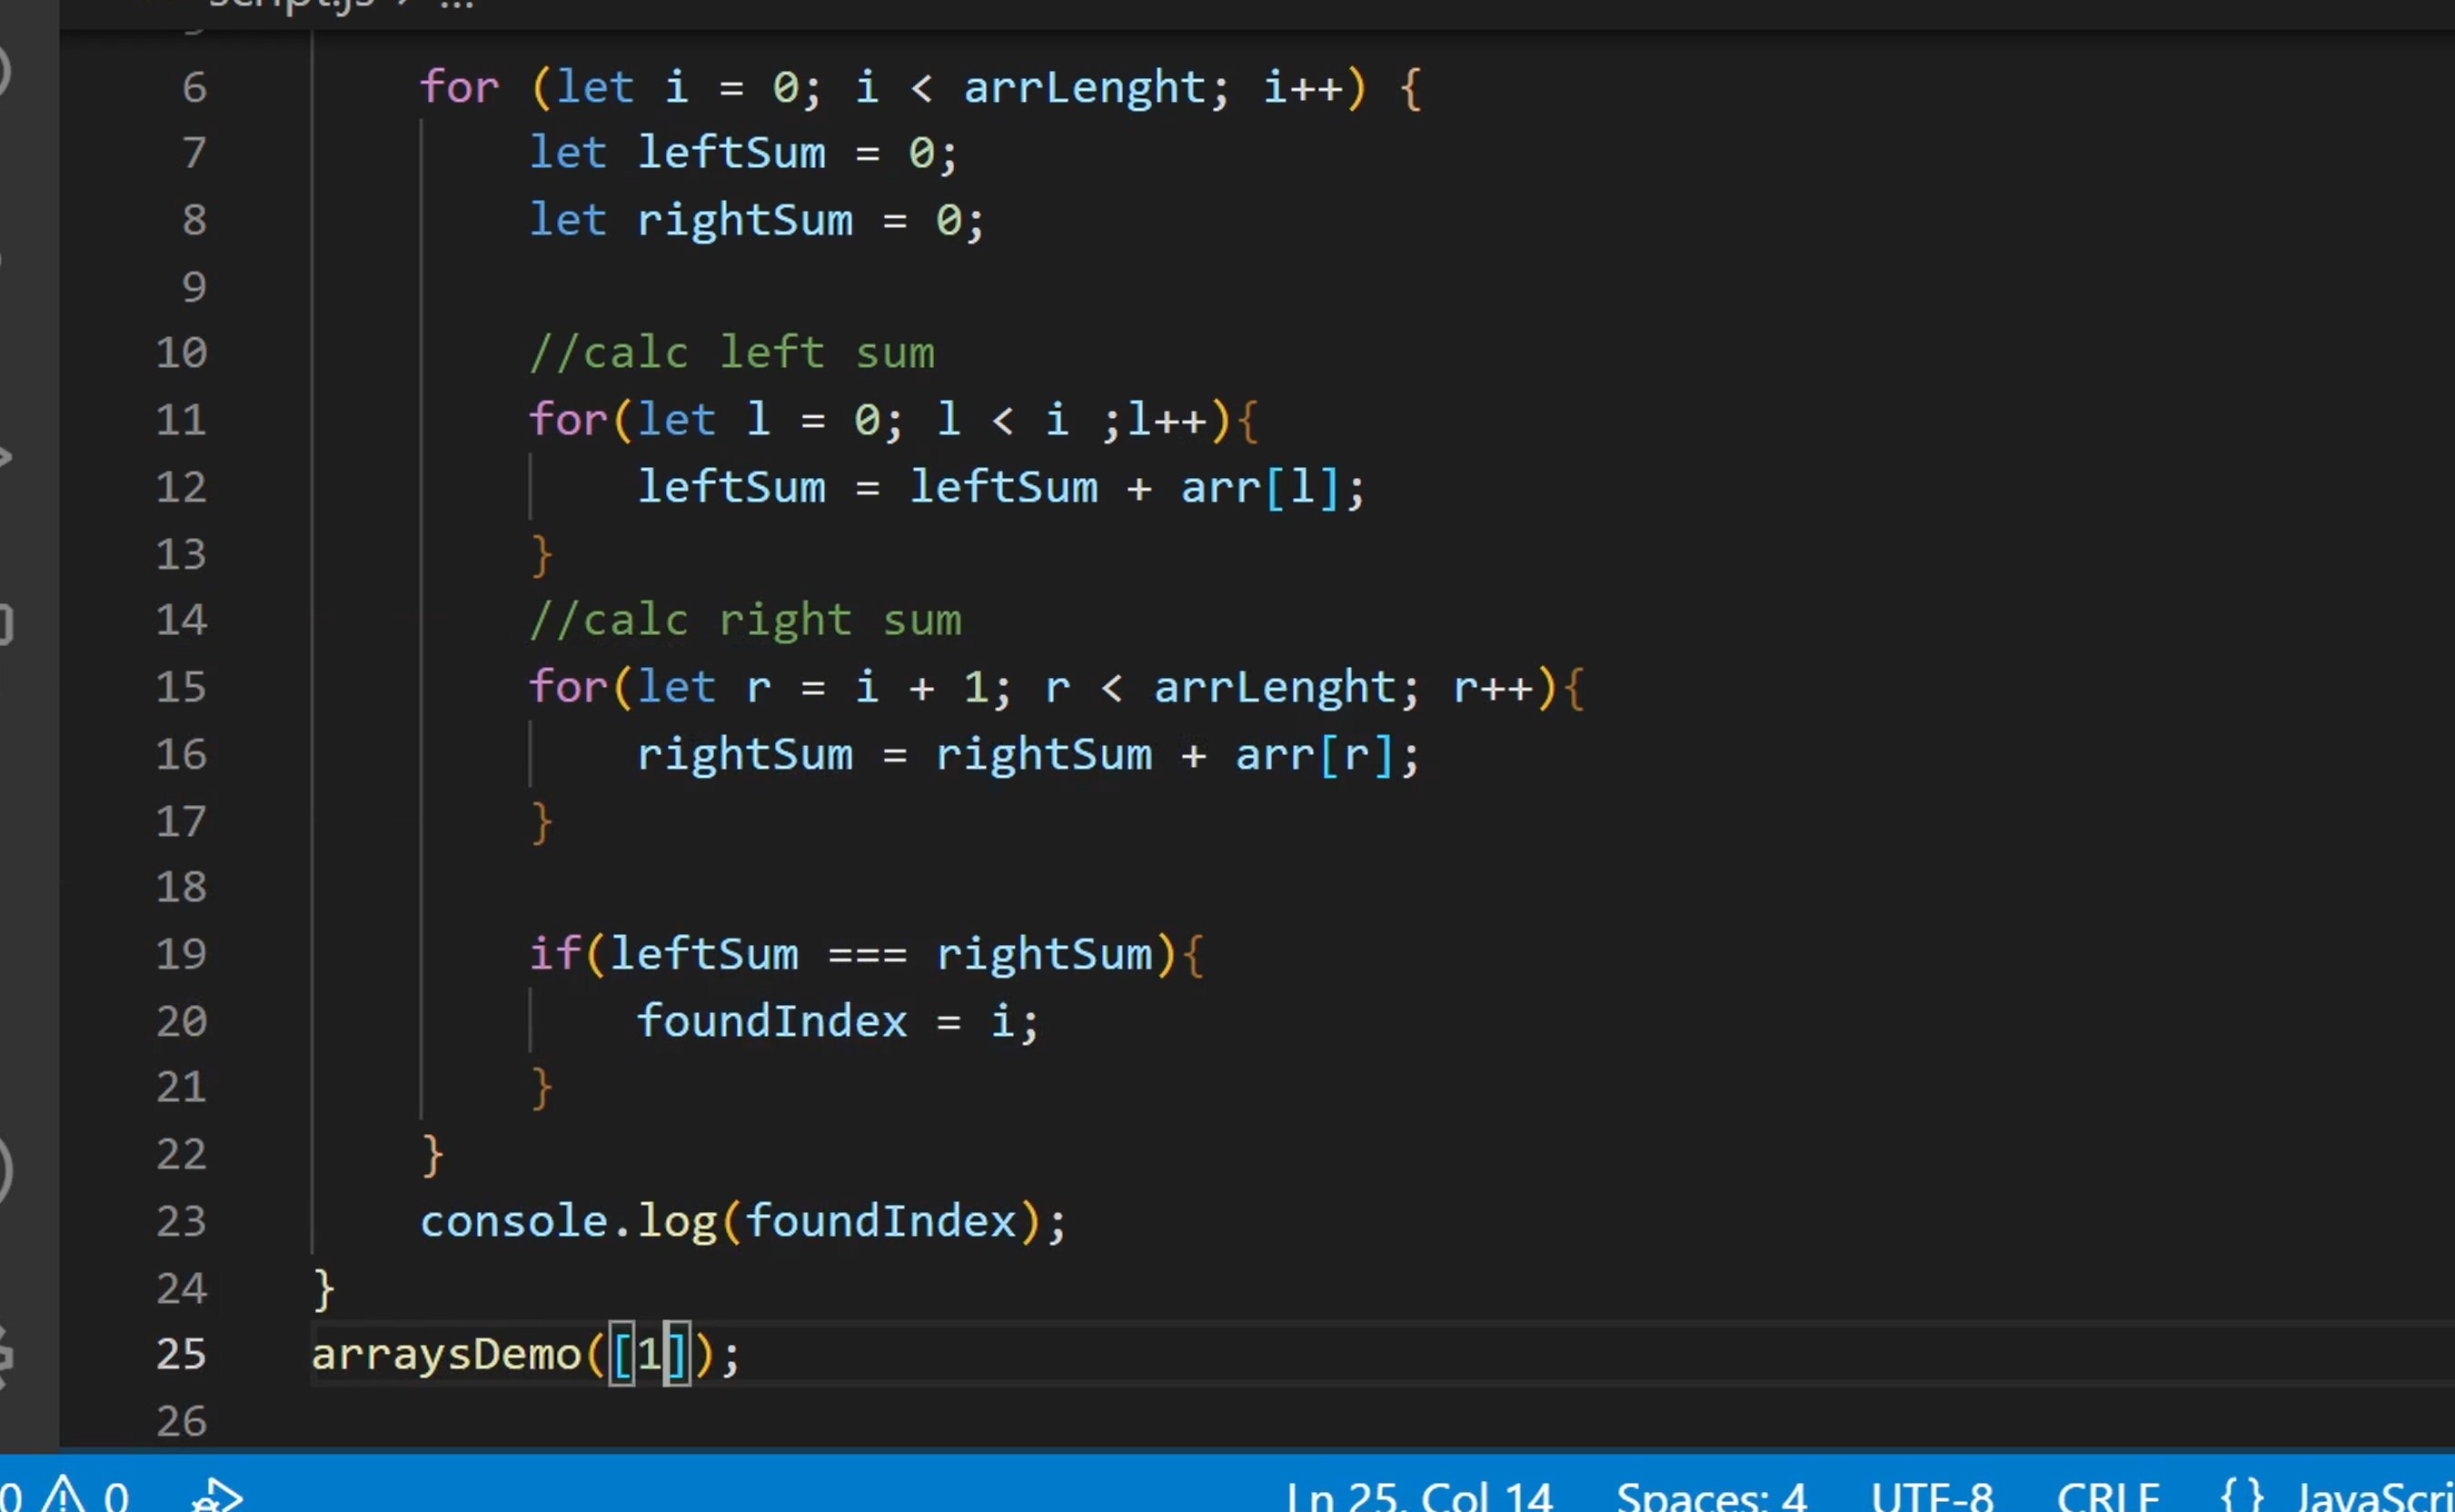 script.js > ...
6 for (let i = 0; i < arrLenght; i++) {
7 let leftSum = 0;
8 let rightSum = 0;
9
10 //calc left sum
11 for(let l = 0; l < i ;l++){
12 leftSum = leftSum + arr[l];
13 }
14 //calc right sum
15 for(let r = i + 1; r < arrLenght; r++){
16 rightSum = rightSum + arr[r];
17 }
18
19 if(leftSum === rightSum){
20 foundIndex = i;
21 }
22 }
23 console.log(foundIndex);
24 }
25 arraysDemo([1]);
26
0 0 Ln 25, Col 14 Spaces: 4 UTF-8 CRLF {} JavaScri